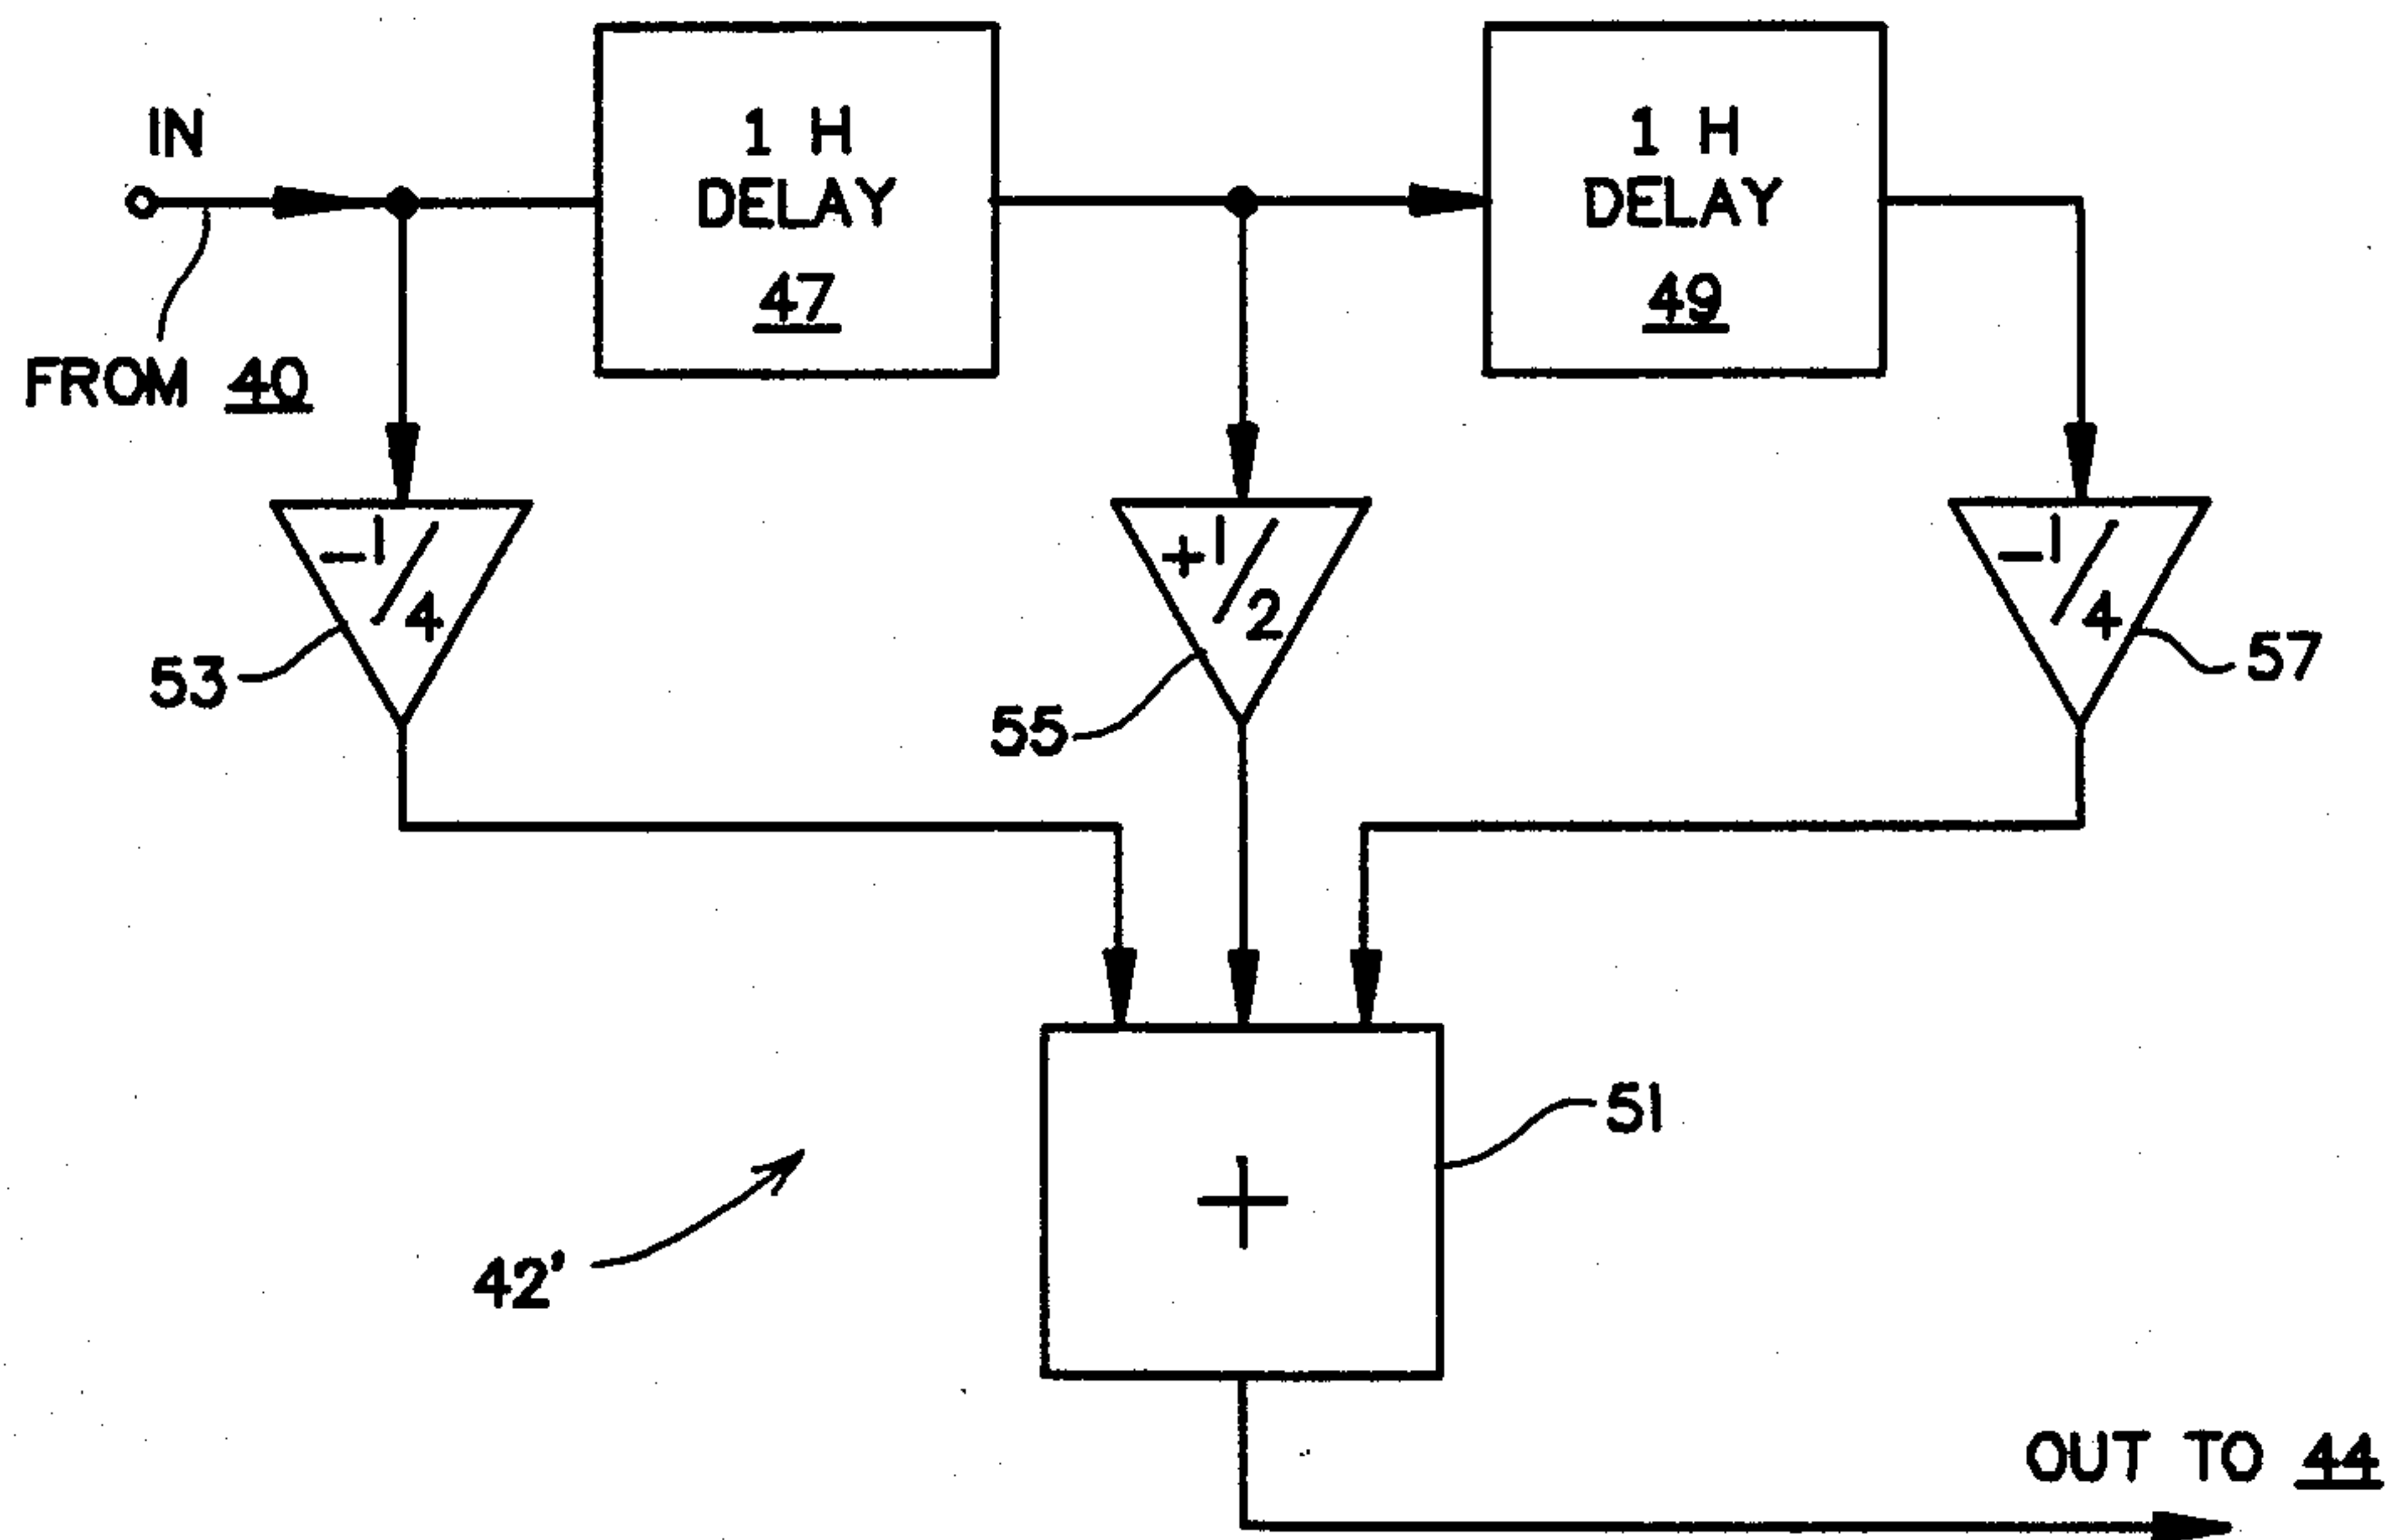 IN
1 H
DELAY
47
1 H
DELAY
49
FROM 40
-1/4
+1/2
-1/4
53
55
57
+
51
42'
OUT TO 44